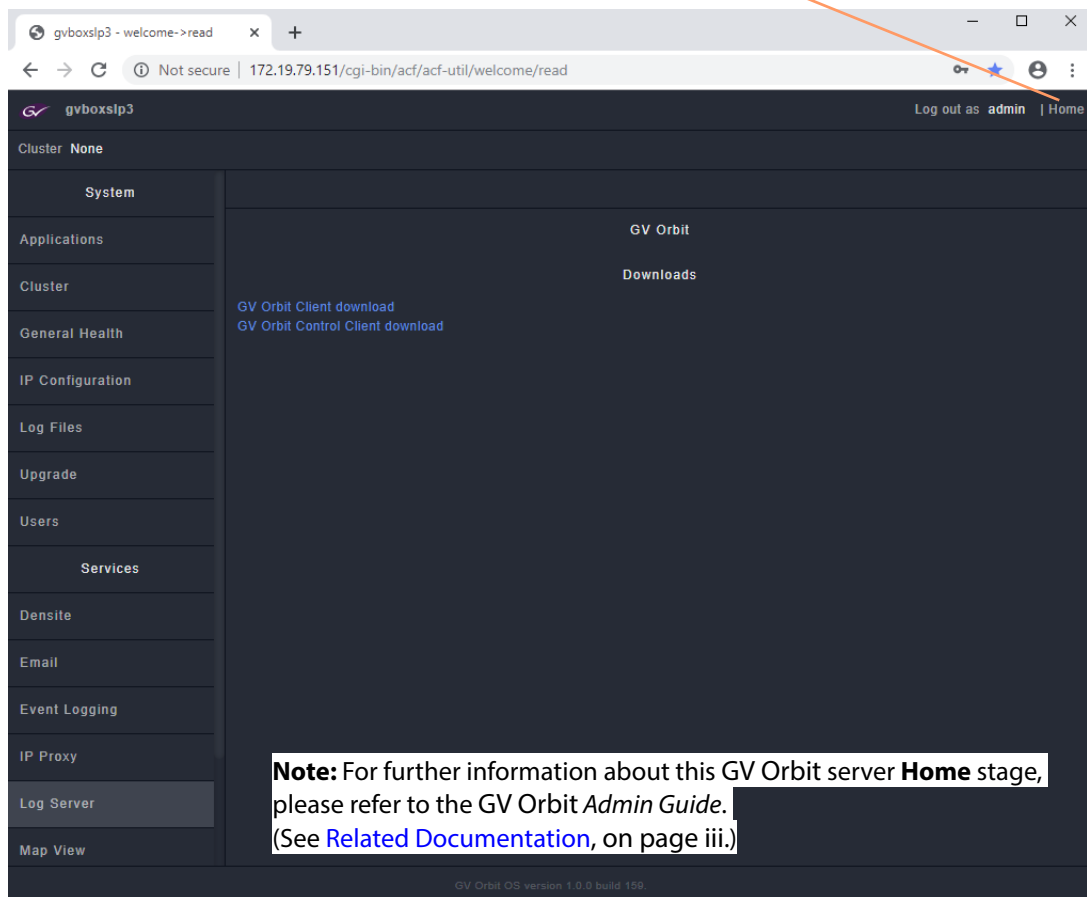 gvboxslp3 - welcome->read
Not secure | 172.19.79.151/cgi-bin/acf/acf-util/welcome/read
GV gvboxslp3
Log out as admin | Home
Cluster None
System
Applications
Cluster
General Health
IP Configuration
Log Files
Upgrade
Users
Services
Densite
Email
Event Logging
IP Proxy
Log Server
Map View
GV Orbit
Downloads
GV Orbit Client download
GV Orbit Control Client download
Note: For further information about this GV Orbit server Home stage,
please refer to the GV Orbit Admin Guide.
(See Related Documentation, on page iii.)
GV Orbit OS version 1.0.0 build 159.